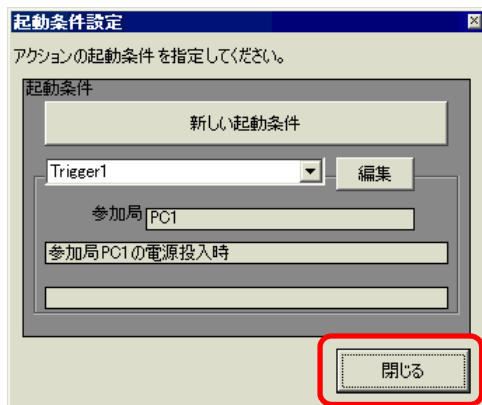 起動条件設定
アクションの起動条件を指定してください。
起動条件
新しい起動条件
Trigger1
編集
参加局 PC1
参加局PC1の電源投入時
閉じる